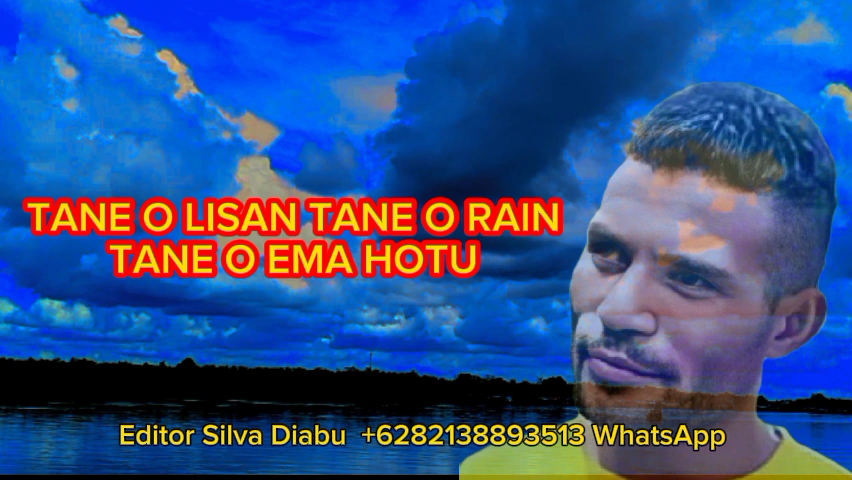 TANE O LISAN TANE O RAIN
TANE O EMA HOTU
Editor Silva Diabu +6282138893513 WhatsApp